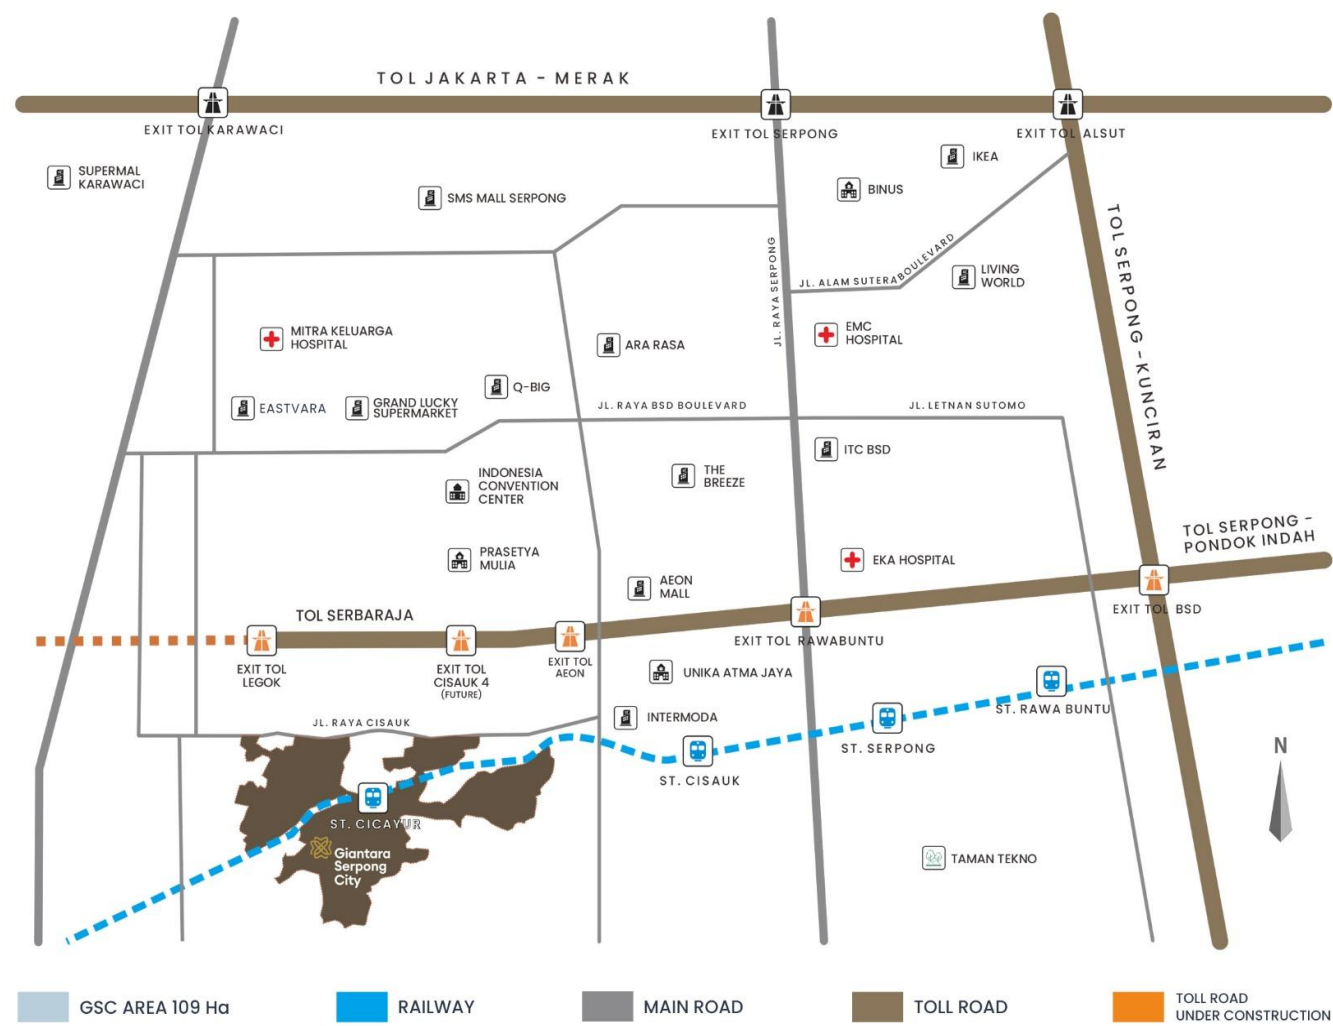 TOL JAKARTA - MERAK
EXIT TOL KARAWACI
EXIT TOL SERPONG
EXIT TOL ALSUT
SUPERMAL
KARAWACI
SMS MALL SERPONG
IKEA
BINUS
TOL SERPONG - KUNCIRAN
JL. RAYA SERPONG
JL. ALAM SUTERA BOULEVARD
LIVING
WORLD
MITRA KELUARGA
HOSPITAL
ARA RASA
EMC
HOSPITAL
Q-BIG
EASTVARA
GRAND LUCKY
SUPERMARKET
JL. RAYA BSD BOULEVARD
JL. LETNAN SUTOMO
ITC BSD
INDONESIA
CONVENTION
CENTER
THE
BREEZE
TOL SERPONG -
PONDOK INDAH
PRASETYA
MULIA
EKA HOSPITAL
AEON
MALL
TOL SERBARAJA
EXIT TOL BSD
EXIT TOL RAWABUNTU
EXIT TOL
LEGOK
EXIT TOL
CISAUK 4
(FUTURE)
EXIT TOL
AEON
UNIKA ATMA JAYA
JL. RAYA CISAUK
INTERMODA
ST. RAWA BUNTU
ST. SERPONG
ST. CISAUK
N
ST. CICAYUR
Giantara
Serpong
City
TAMAN TEKNO
GSC AREA 109 Ha
RAILWAY
MAIN ROAD
TOLL ROAD
TOLL ROAD
UNDER CONSTRUCTION